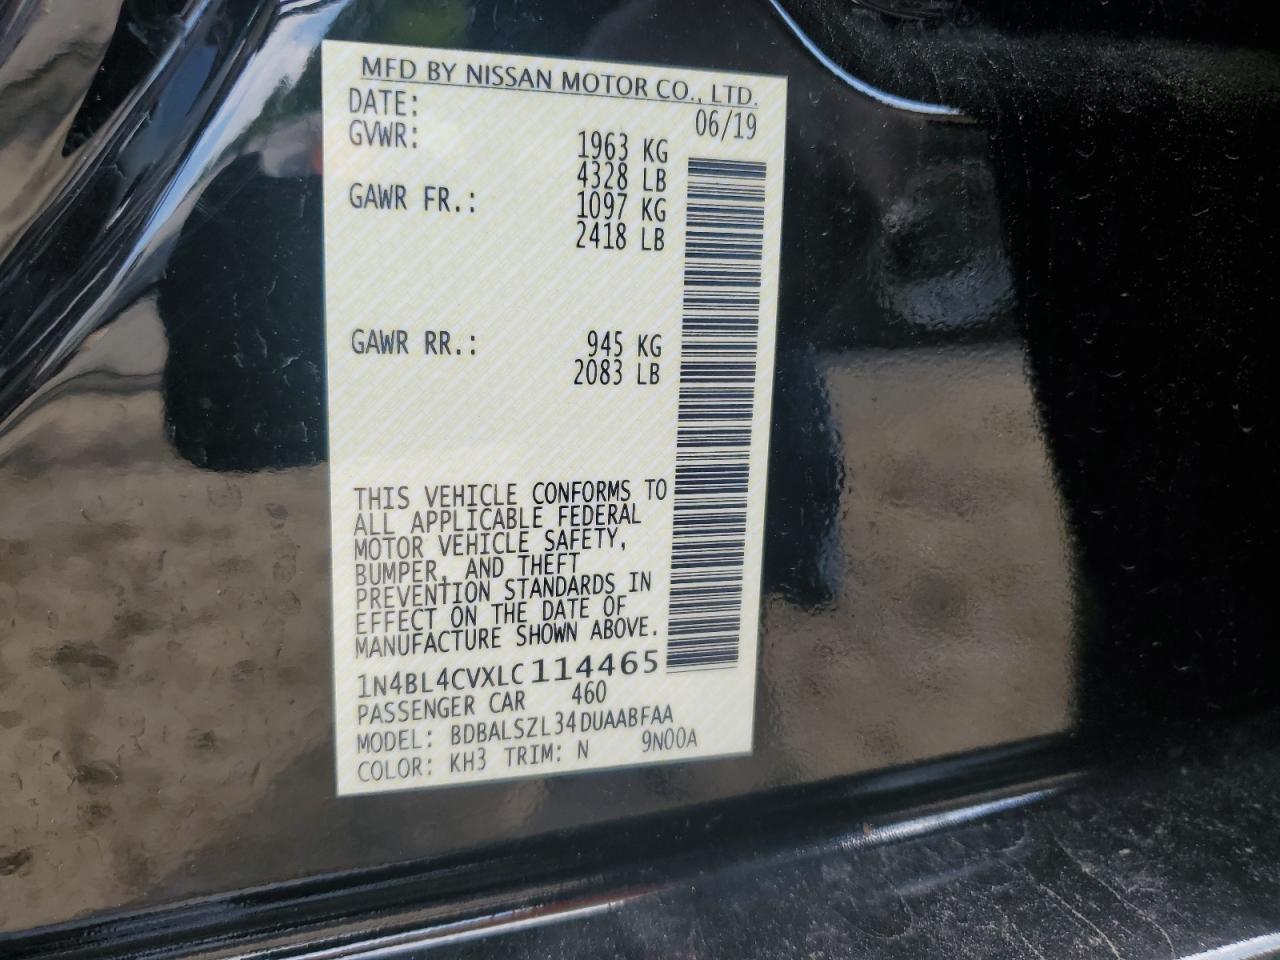 MFD BY NISSAN MOTOR CO., LTD.
DATE: 06/19
GVWR: 1963 KG
4328 LB
GAWR FR.: 1097 KG
2418 LB
GAWR RR.: 945 KG
2083 LB
THIS VEHICLE CONFORMS TO
ALL APPLICABLE FEDERAL
MOTOR VEHICLE SAFETY,
BUMPER, AND THEFT
PREVENTION STANDARDS IN
EFFECT ON THE DATE OF
MANUFACTURE SHOWN ABOVE.
1N4BL4CVXLC114465
PASSENGER CAR 460
MODEL: BDBALSZL34DUAABFAA
COLOR: KH3 TRIM: N 9N00A